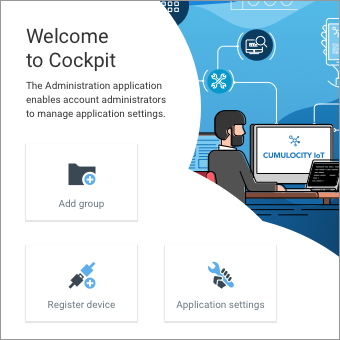 Welcome
to Cockpit
The Administration application
enables account administrators
to manage application settings.
CUMULOCITY IoT
Add group
Register device
Application settings